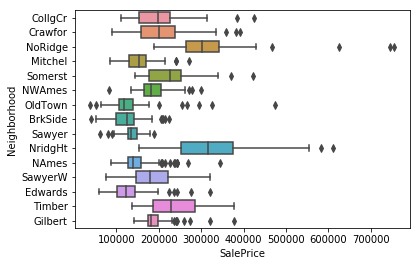 CollgCr
Crawfor
NoRidge
Mitchel
Somerst
NWAmes
OldTown
BrkSide
Sawyer
NridgHt
NAmes
SawyerW
Edwards
Timber
Gilbert
Neighborhood
100000 200000 300000 400000 500000 600000 700000
SalePrice